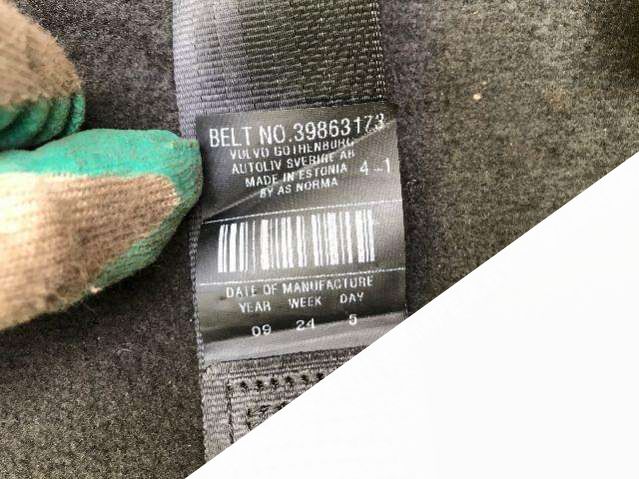 BELT NO.39863173
VOLVO GOTHENBURG
AUTOLIV SVERIGE AB
MADE IN ESTONIA 4-1
BY AS NORMA
DATE OF MANUFACTURE
YEAR WEEK DAY
09 24 5